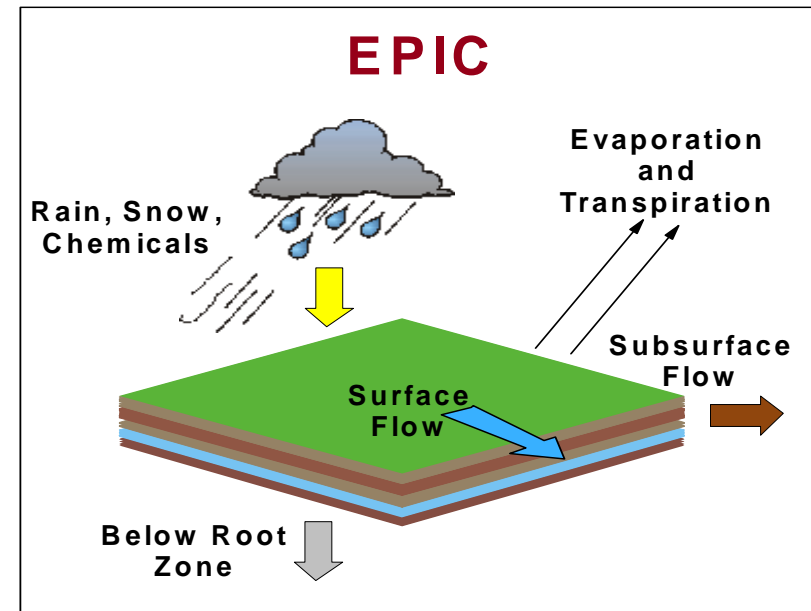 EPIC
Evaporation
and
Transpiration
Rain, Snow,
Chemicals
Subsurface
Flow
Surface
Flow
Below Root
Zone